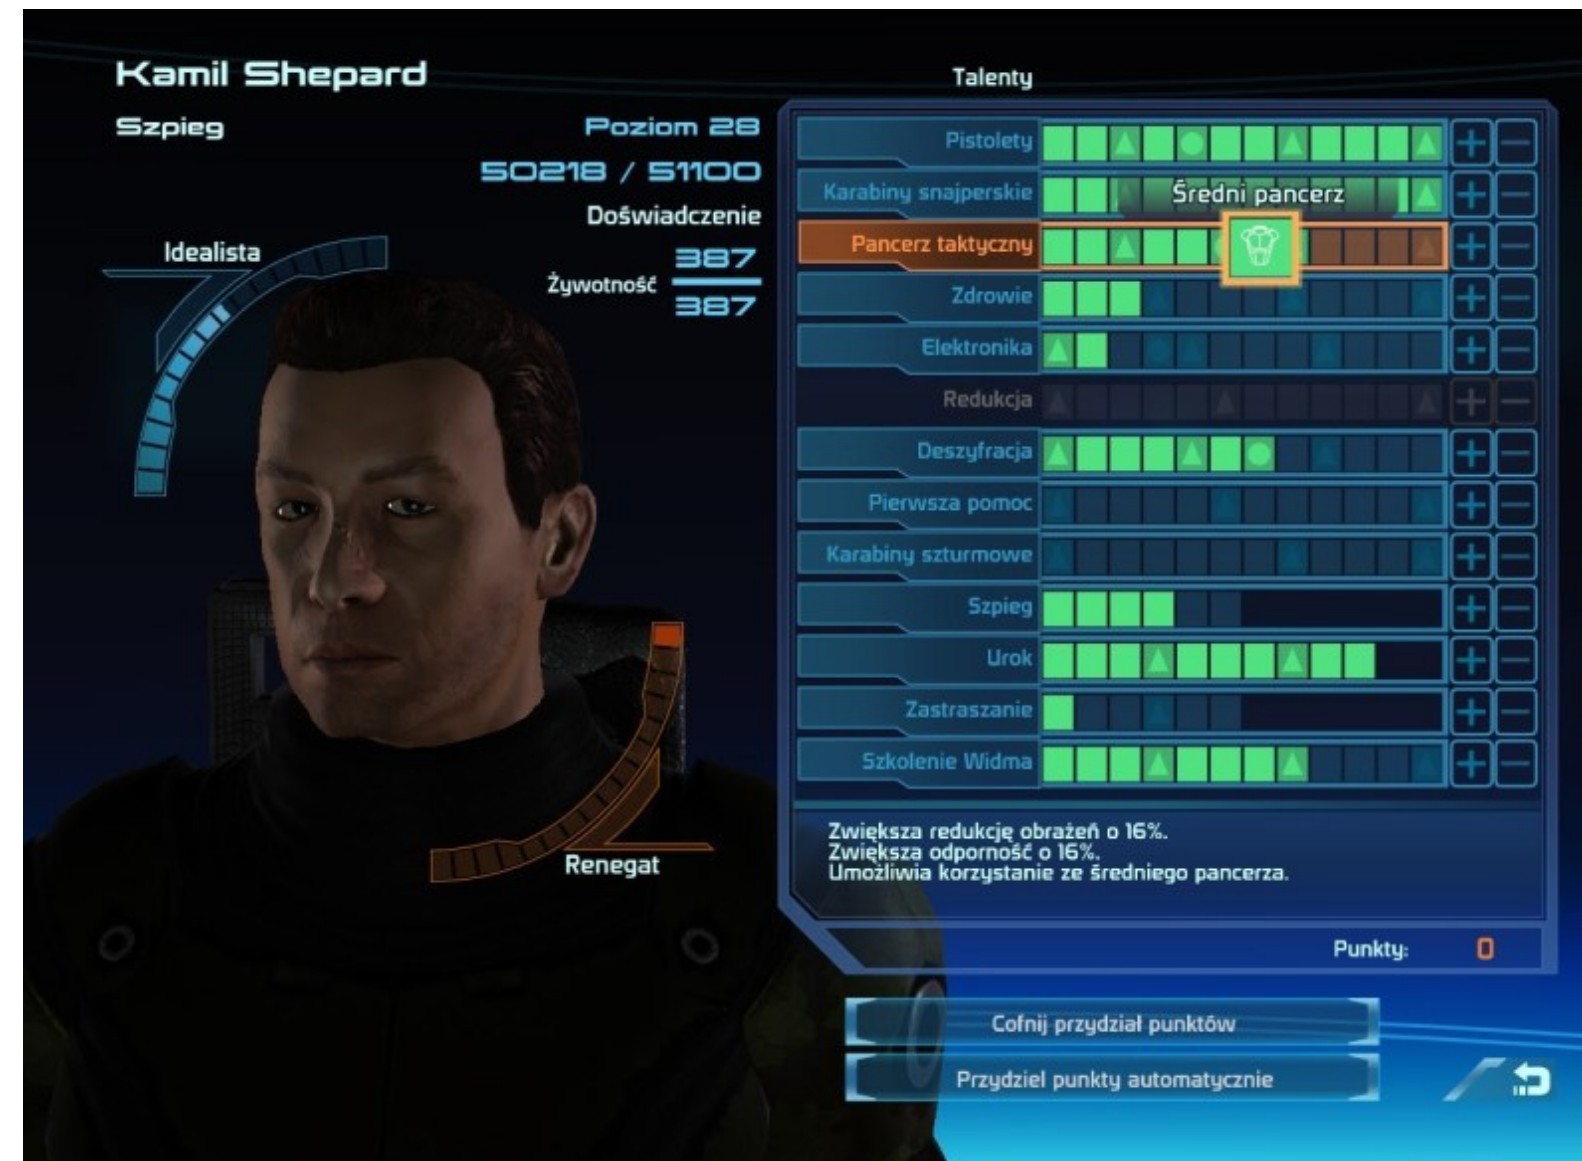 Kamil Shepard
Szpieg
Poziom 28
50218 / 51100
Doświadczenie
Żywotność
387
387
Idealista
Renegat
Talenty
Pistolety
Karabiny snajperskie
Średni pancerz
Pancerz taktyczny
Zdrowie
Elektronika
Redukcja
Deszyfracja
Pierwsza pomoc
Karabiny szturmowe
Szpieg
Urok
Zastraszanie
Szkolenie Widma
Zwiększa redukcję obrażeń o 16%.
Zwiększa odporność o 16%.
Umożliwia korzystanie ze średniego pancerza.
Punkty: 0
Cofnij przydział punktów
Przydziel punkty automatycznie